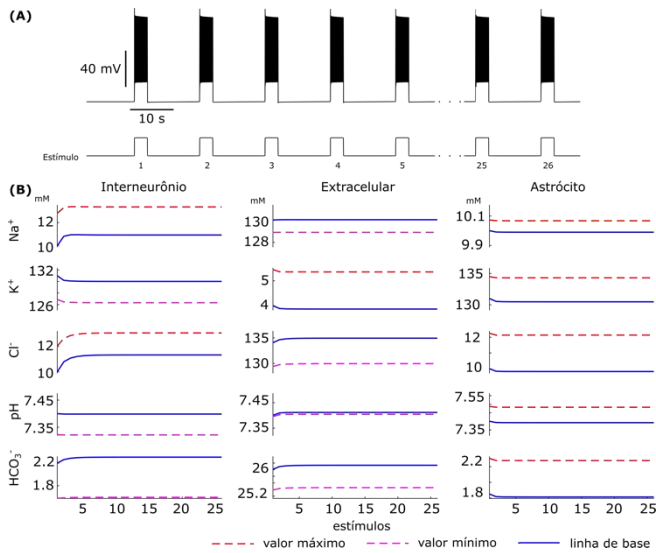 (A)
40 mV
10 s
Estímulo
1 2 3 4 5 25 26
(B)
Interneurônio Extracelular Astrócito
mM mM mM
Na⁺ 12 10 130 128 10.1 9.9
K⁺ 132 126 5 4 135 130
Cl⁻ 12 10 135 130 12 10
pH 7.45 7.35 7.45 7.35 7.55 7.35
HCO₃⁻ 2.2 1.8 26 25.2 2.2 1.8
5 10 15 20 25 5 10 15 20 25 5 10 15 20 25
estímulos
valor máximo valor mínimo linha de base